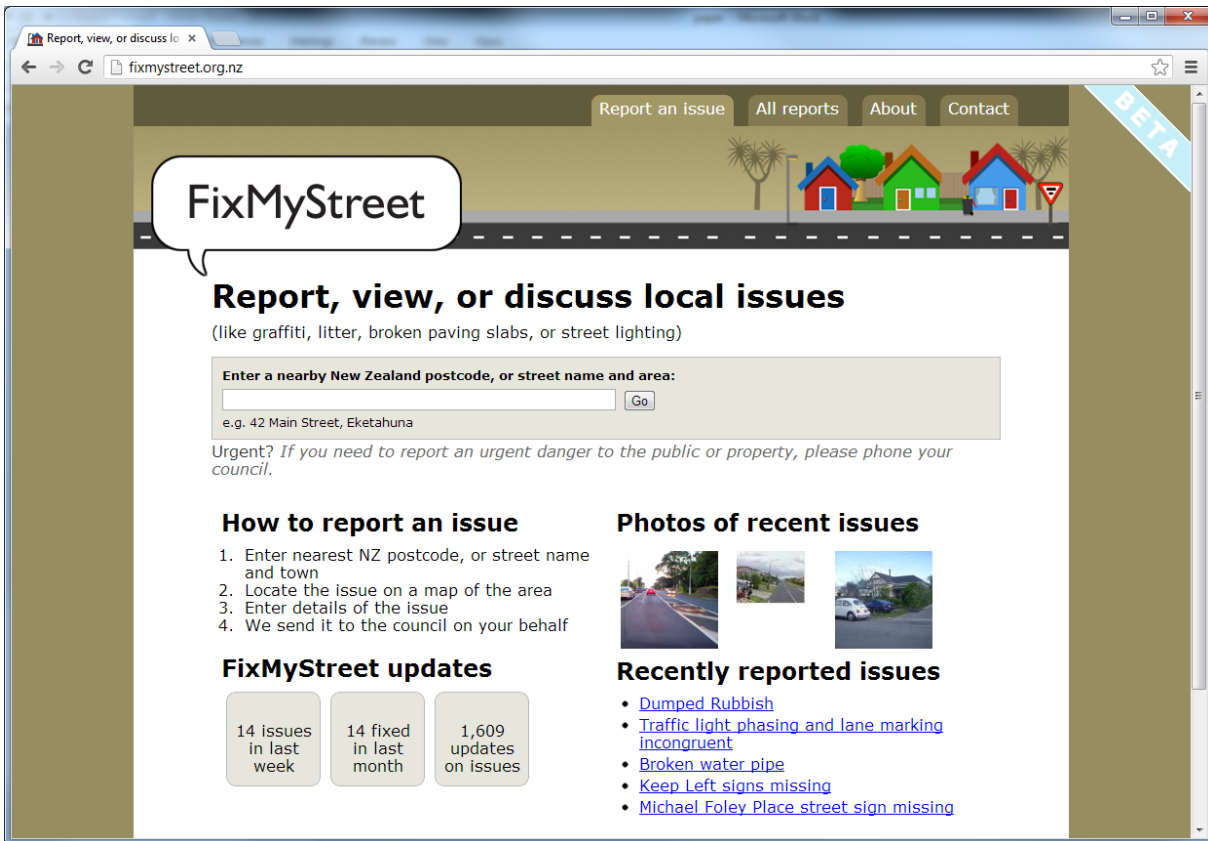 Report, view, or discuss lo
fixmystreet.org.nz
Report an issue
All reports
About
Contact
BETA
FixMyStreet
Report, view, or discuss local issues
(like graffiti, litter, broken paving slabs, or street lighting)
Enter a nearby New Zealand postcode, or street name and area:
Go
e.g. 42 Main Street, Eketahuna
Urgent? If you need to report an urgent danger to the public or property, please phone your
council.
How to report an issue
1. Enter nearest NZ postcode, or street name
and town
2. Locate the issue on a map of the area
3. Enter details of the issue
4. We send it to the council on your behalf
FixMyStreet updates
14 issues
in last
week
14 fixed
in last
month
1,609
updates
on issues
Photos of recent issues
Recently reported issues
• Dumped Rubbish
• Traffic light phasing and lane marking
incongruent
• Broken water pipe
• Keep Left signs missing
• Michael Foley Place street sign missing